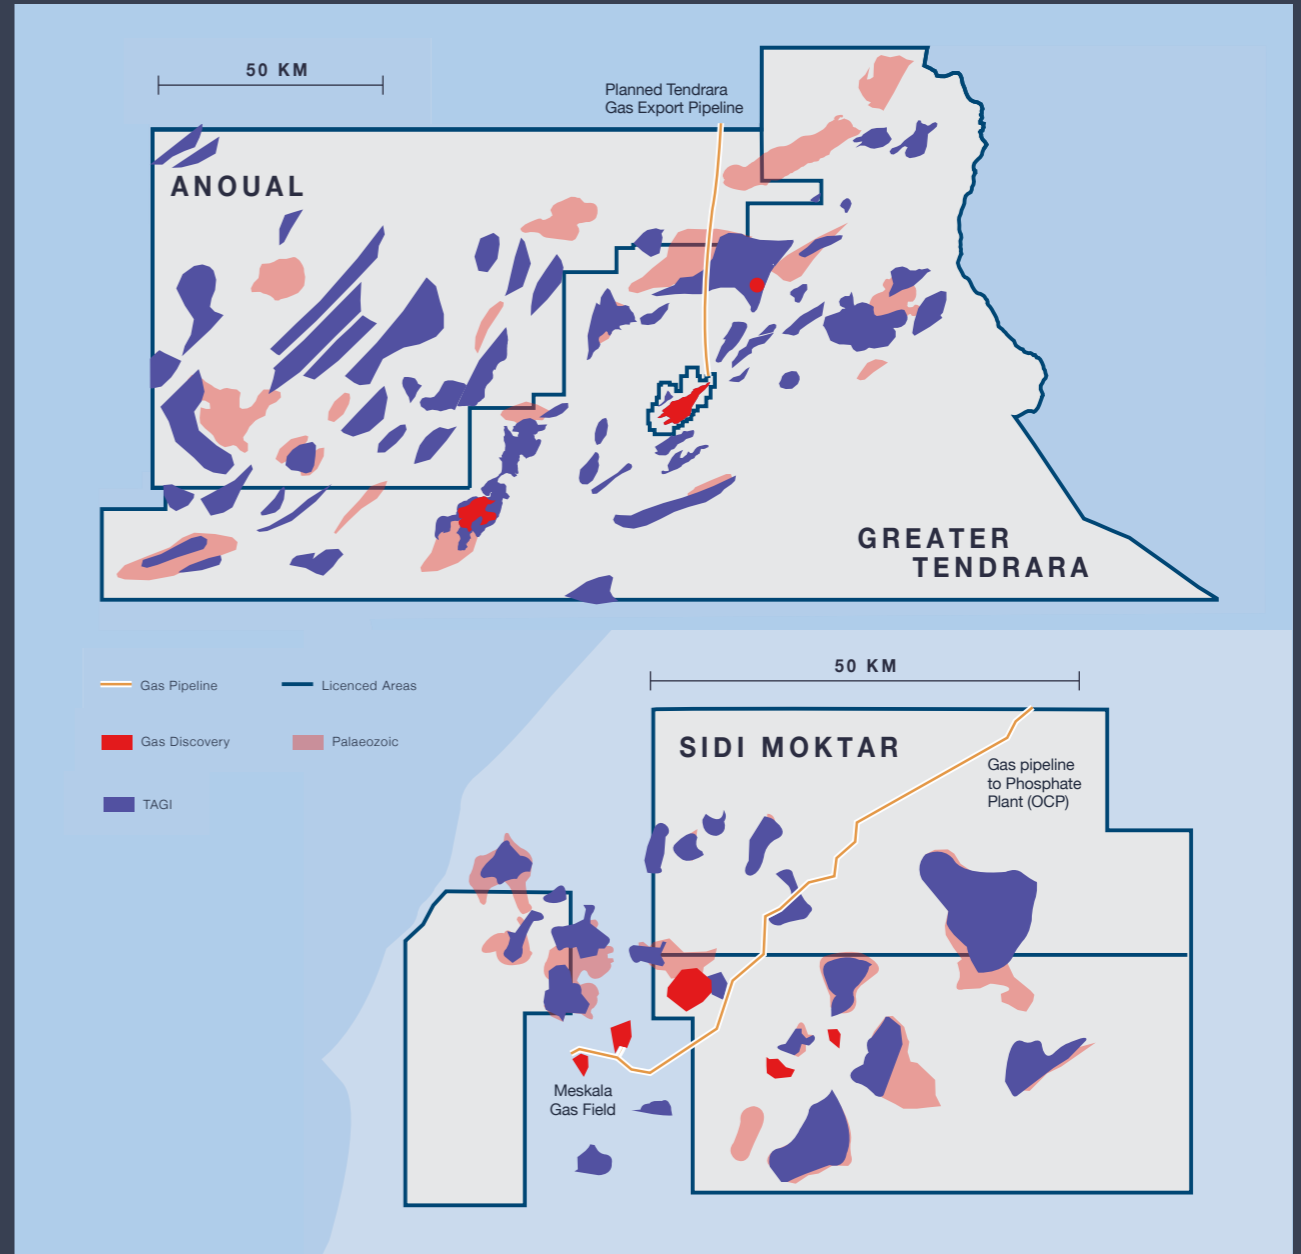 50 KM
Planned Tendrara
Gas Export Pipeline
ANOUAL
GREATER
TENDRARA
Gas Pipeline
Licenced Areas
Gas Discovery
Palaeozoic
TAGI
50 KM
SIDI MOKTAR
Gas pipeline
to Phosphate
Plant (OCP)
Meskala
Gas Field